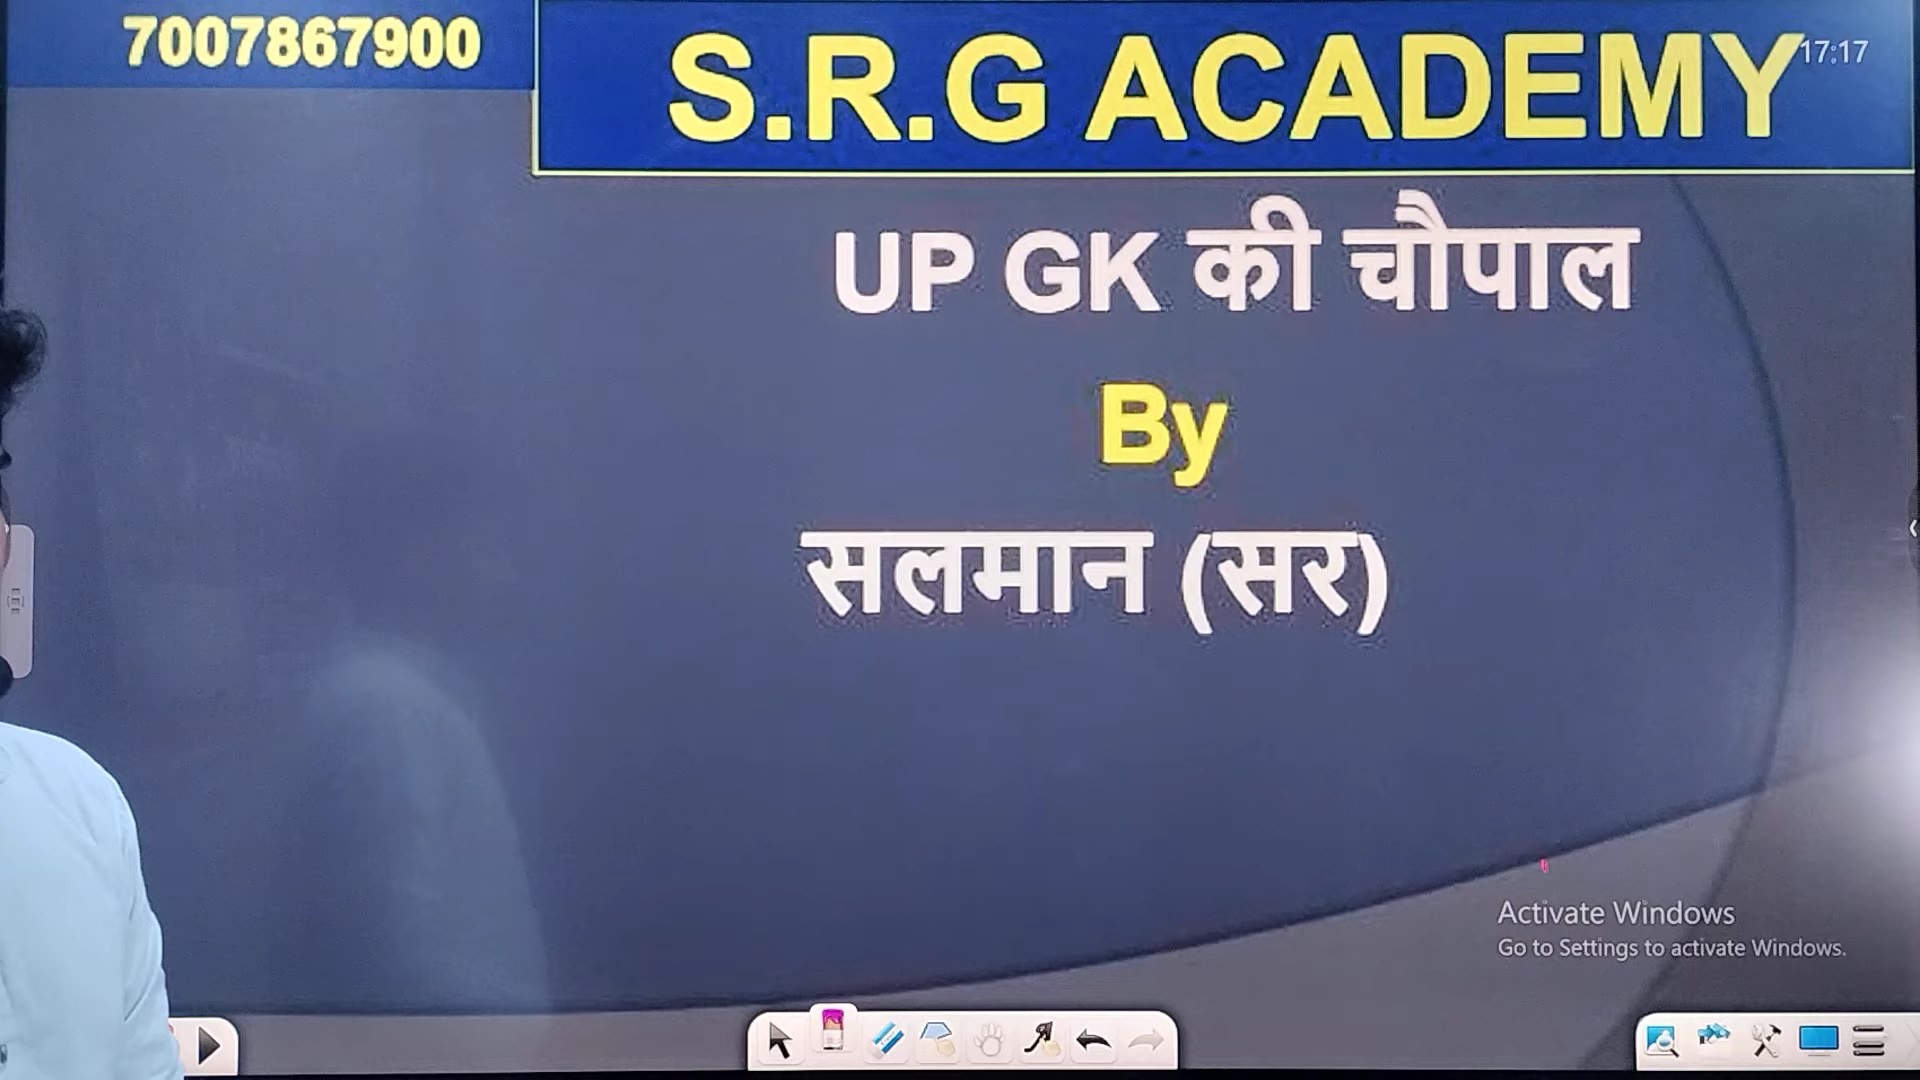 7007867900
S.R.G ACADEMY
17:17
UP GK की चौपाल
By
सलमान (सर)
Activate Windows
Go to Settings to activate Windows.